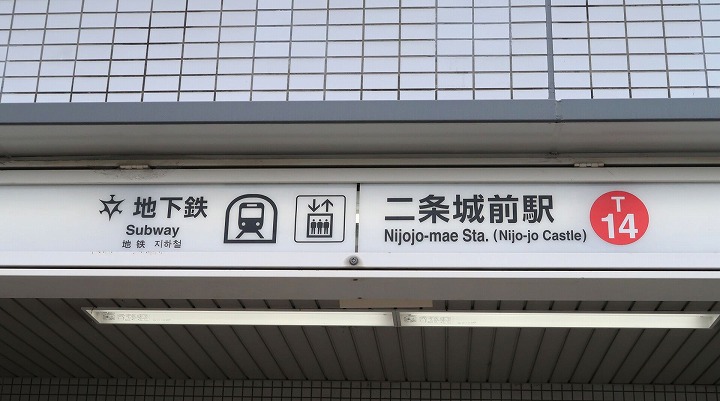 地下鉄
Subway
地 鉄 지하철
二条城前駅
Nijojo-mae Sta. (Nijo-jo Castle)
T
14